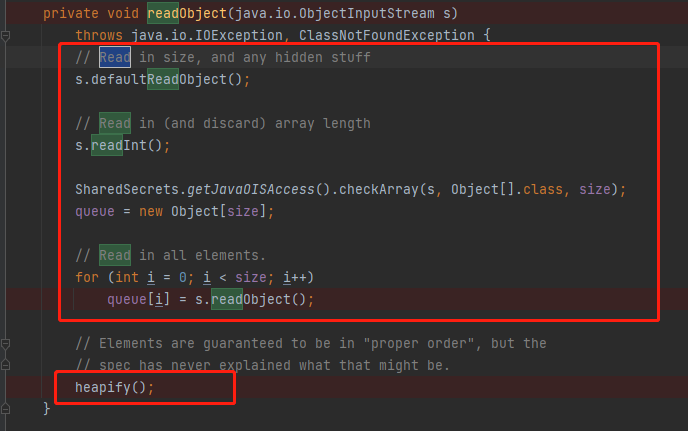 private void readObject(java.io.ObjectInputStream s)
throws java.io.IOException, ClassNotFoundException {
// Read in size, and any hidden stuff
s.defaultReadObject();
// Read in (and discard) array length
s.readInt();
SharedSecrets.getJavaOISAccess().checkArray(s, Object[].class, size);
queue = new Object[size];
// Read in all elements.
for (int i = 0; i < size; i++)
queue[i] = s.readObject();
// Elements are guaranteed to be in "proper order", but the
// spec has never explained what that might be.
heapify();
}